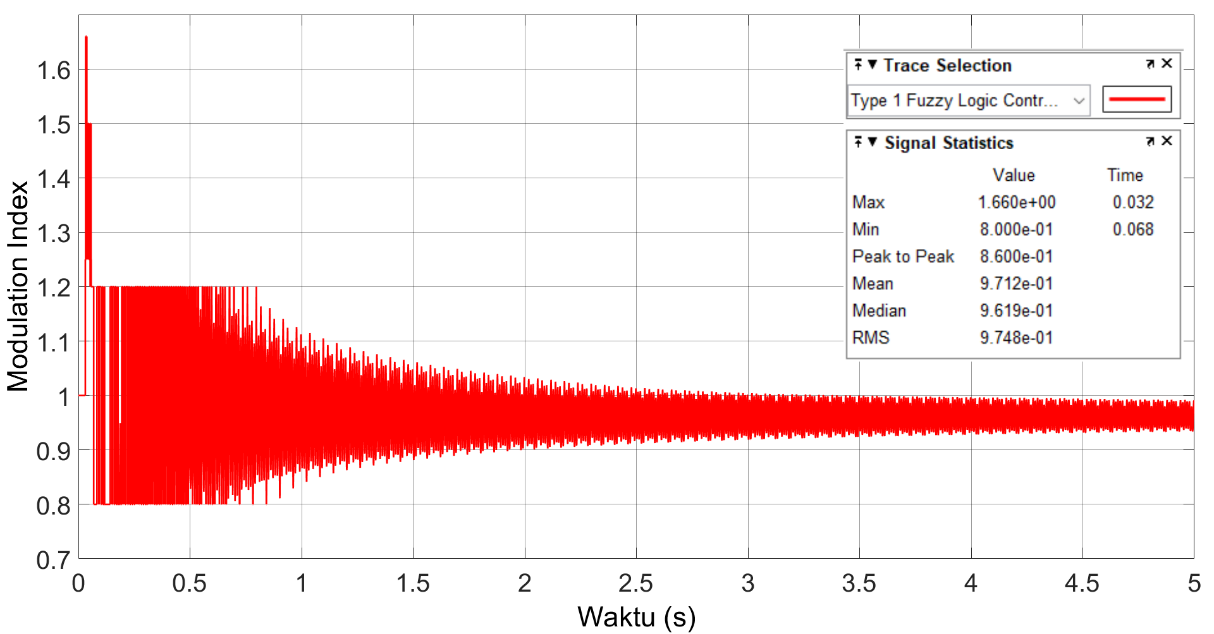 1.6
1.5
1.4
1.3
1.2
1.1
1
0.9
0.8
0.7
Modulation Index
0 0.5 1 1.5 2 2.5 3 3.5 4 4.5 5
Waktu (s)
Trace Selection
Type 1 Fuzzy Logic Contr...
Signal Statistics
Value Time
Max 1.660e+00 0.032
Min 8.000e-01 0.068
Peak to Peak 8.600e-01
Mean 9.712e-01
Median 9.619e-01
RMS 9.748e-01